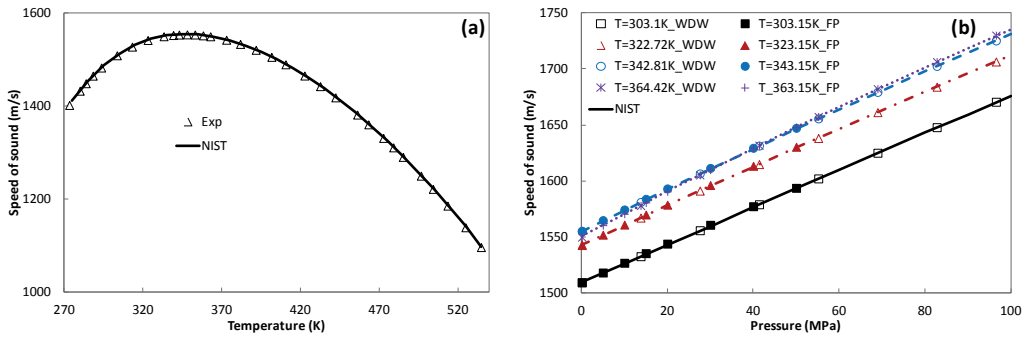 (a)
1600
1400
1200
1000
Speed of sound (m/s)
Exp
NIST
270
320
370
420
470
520
Temperature (K)
(b)
1750
1700
1650
1600
1550
1500
Speed of sound (m/s)
T=303.1K_WDW
T=303.15K_FP
T=322.72K_WDW
T=323.15K_FP
T=342.81K_WDW
T=343.15K_FP
T=364.42K_WDW
T_363.15K_FP
NIST
0
20
40
60
80
100
Pressure (MPa)